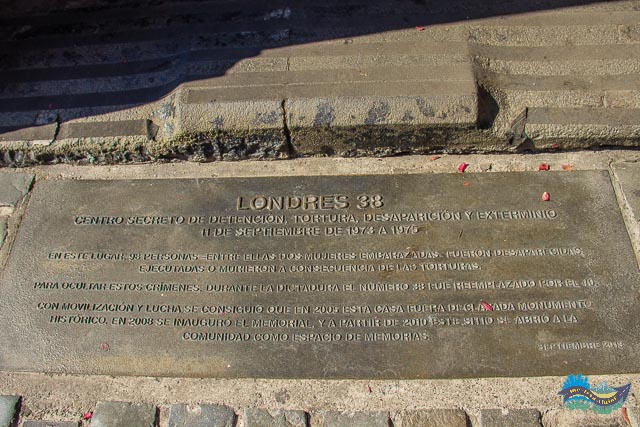 LONDRES 38
CENTRO SECRETO DE DETENCIÓN, TORTURA, DESAPARICIÓN Y EXTERMINIO
11 DE SEPTIEMBRE DE 1973 A 1975
EN ESTE LUGAR, 98 PERSONAS, ENTRE ELLAS DOS MUJERES EMBARAZADAS, FUERON DESAPARECIDAS,
EJECUTADAS O MURIERON A CONSECUENCIA DE LAS TORTURAS.
PARA OCULTAR ESTOS CRÍMENES, DURANTE LA DICTADURA EL NÚMERO 38 FUE REEMPLAZADO POR EL 40.
CON MOVILIZACIÓN Y LUCHA SE CONSIGUIÓ QUE EN 2005 ESTA CASA FUERA DECLARADA MONUMENTO
HISTÓRICO. EN 2008 SE INAUGURÓ EL MEMORIAL, Y A PARTIR DE 2010 ESTE SITIO SE ABRIÓ A LA
COMUNIDAD COMO ESPACIO DE MEMORIAS.
SEPTIEMBRE